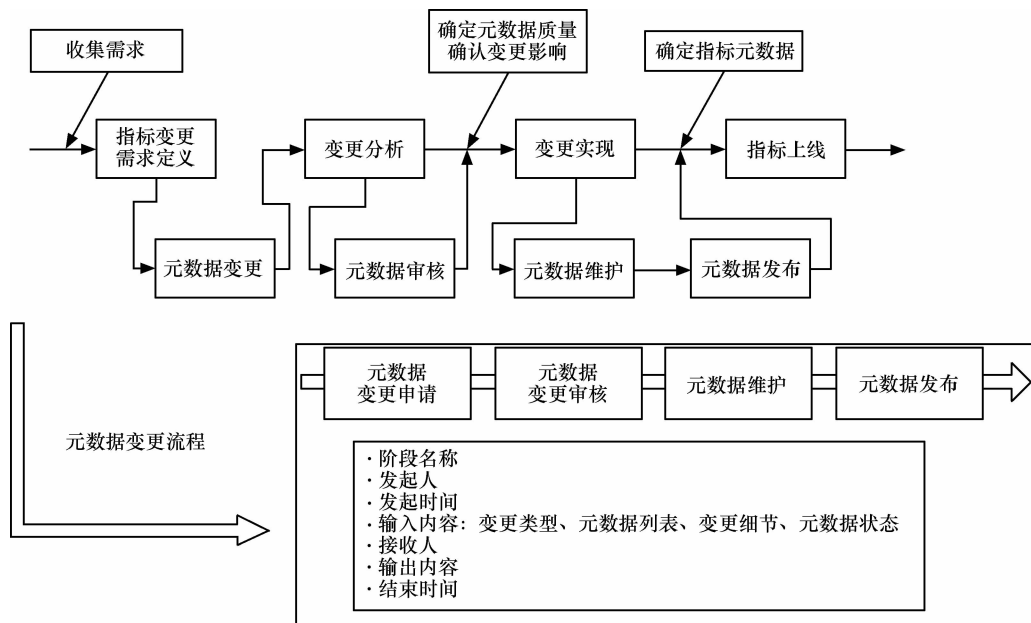 收集需求
确定元数据质量
确认变更影响
确定指标元数据
指标变更
需求定义
变更分析
变更实现
指标上线
元数据变更
元数据审核
元数据维护
元数据发布
元数据
变更申请
元数据
变更审核
元数据维护
元数据发布
元数据变更流程
·阶段名称
·发起人
·发起时间
·输入内容：变更类型、元数据列表、变更细节、元数据状态
·接收人
·输出内容
·结束时间